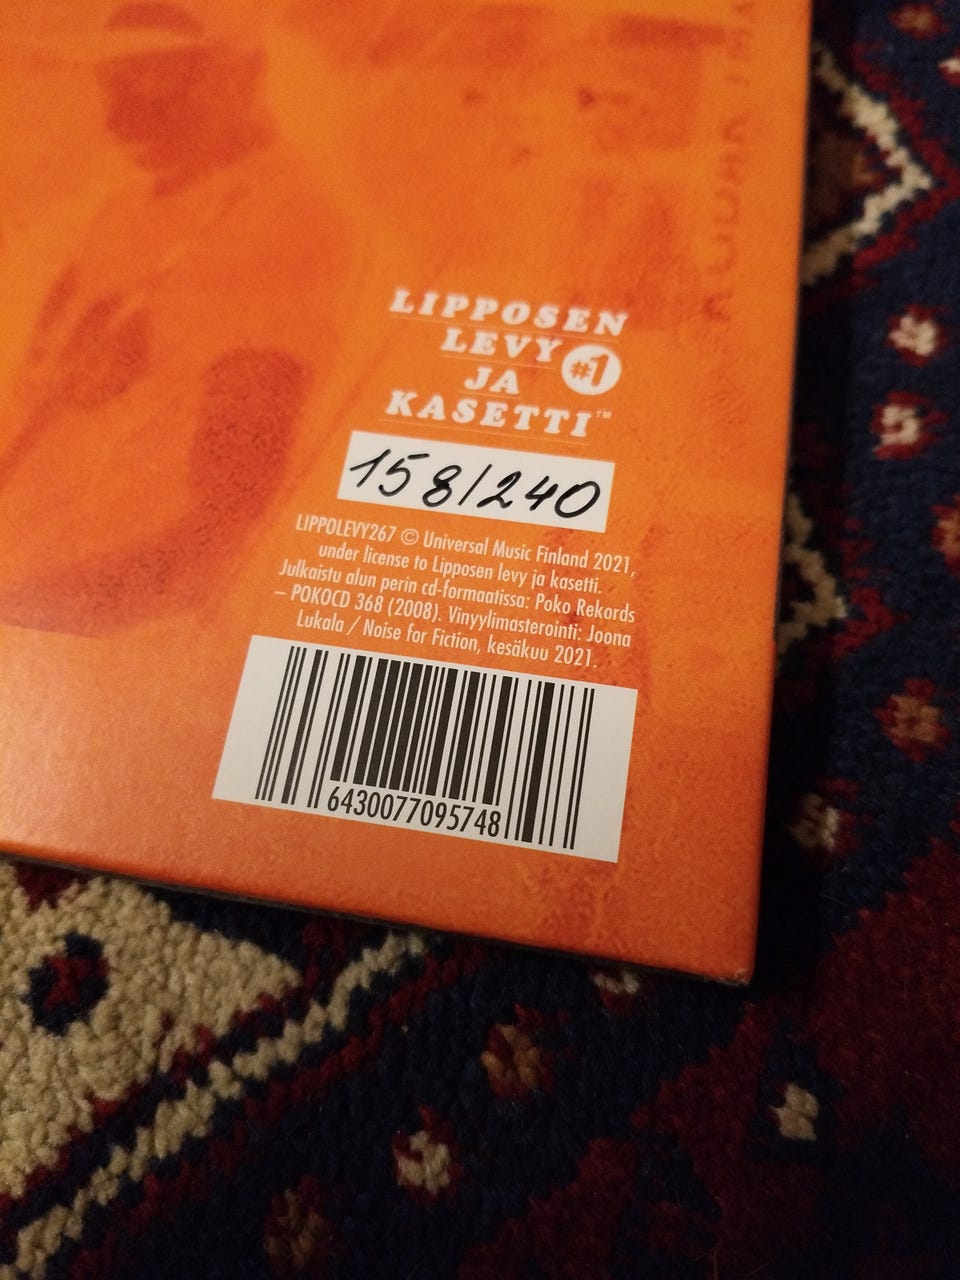 LIPPOSEN
LEVY #1
JA
KASETTI™
158/240
LIPPOLEVY267 © Universal Music Finland 2021,
under license to Lipposen levy ja kasetti.
Julkaistu alun perin cd-formaatissa: Poko Rekords
– POKOCD 368 (2008). Vinyylimasterointi: Joona
Lukala / Noise for Fiction, kesäkuu 2021.
6430077095748